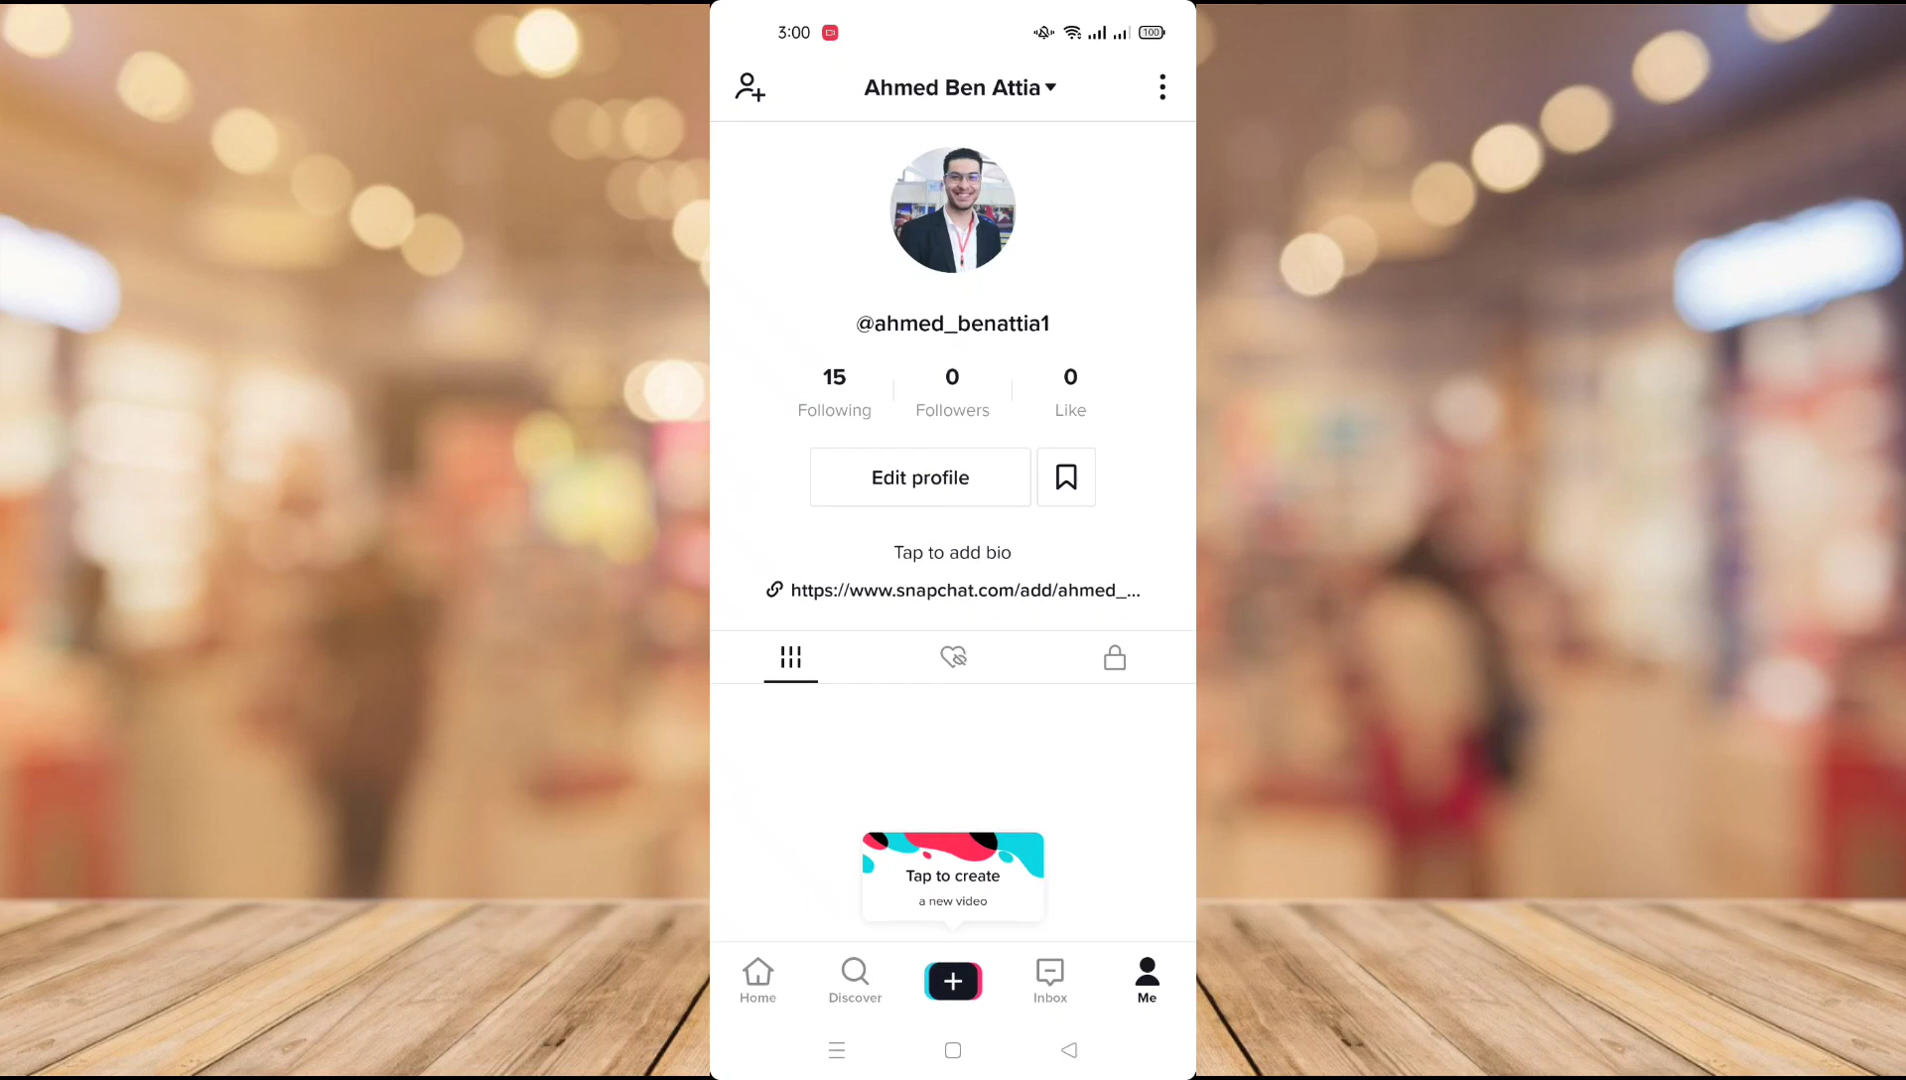 3:00
100
Ahmed Ben Attia
@ahmed_benattia1
15 0 0
Following Followers Like
Edit profile
Tap to add bio
https://www.snapchat.com/add/ahmed_...
Tap to create
a new video
Home Discover Inbox Me